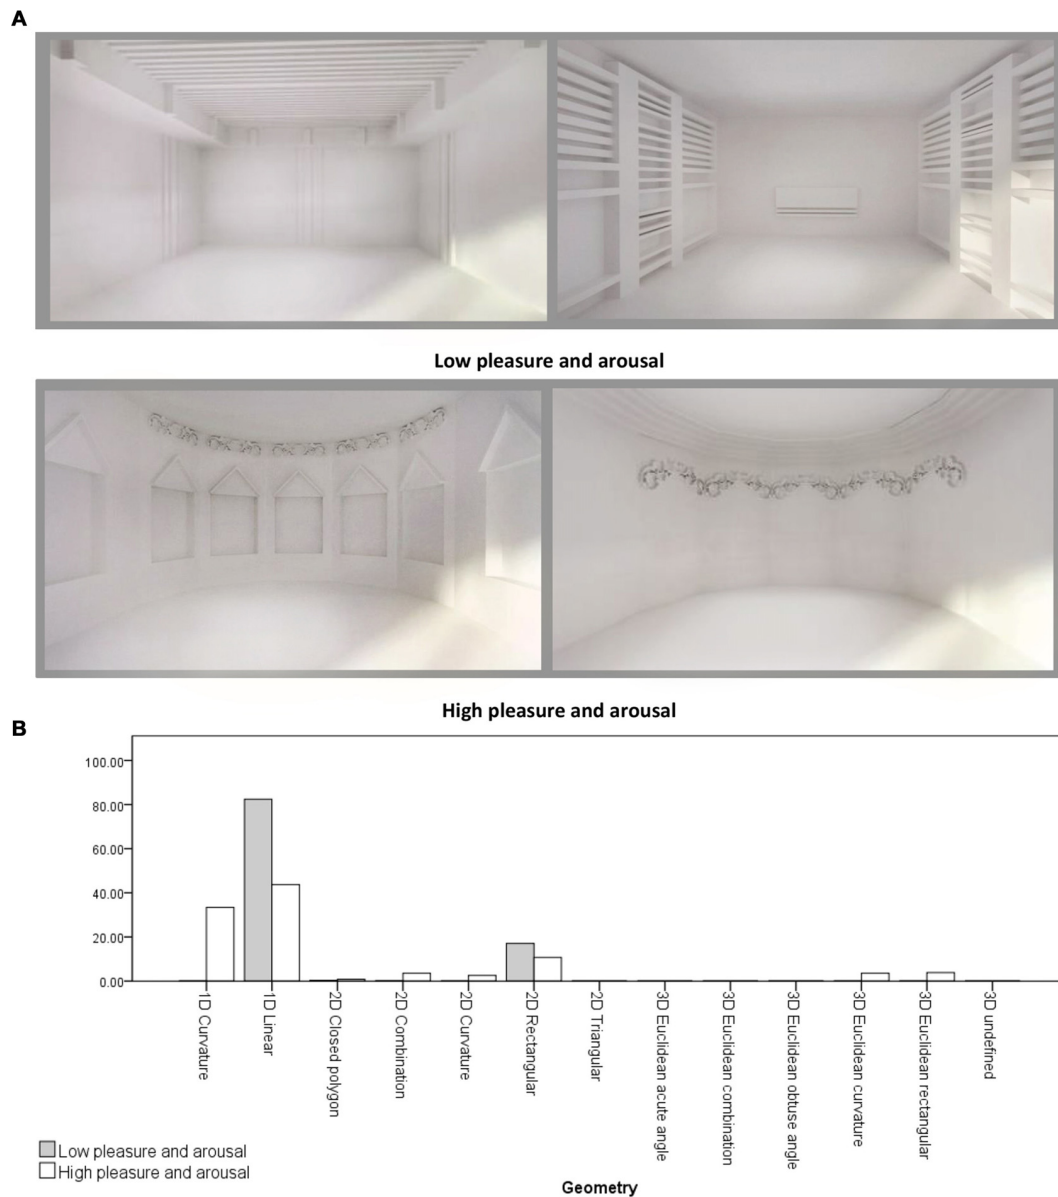 A
Low pleasure and arousal
High pleasure and arousal
B
100.00
80.00
60.00
40.00
20.00
0.00
1D Curvature
1D Linear
2D Closed polygon
2D Combination
2D Curvature
2D Rectangular
2D Triangular
3D Euclidean acute angle
3D Euclidean combination
3D Euclidean obtuse angle
3D Euclidean curvature
3D Euclidean rectangular
3D undefined
Low pleasure and arousal
High pleasure and arousal
Geometry